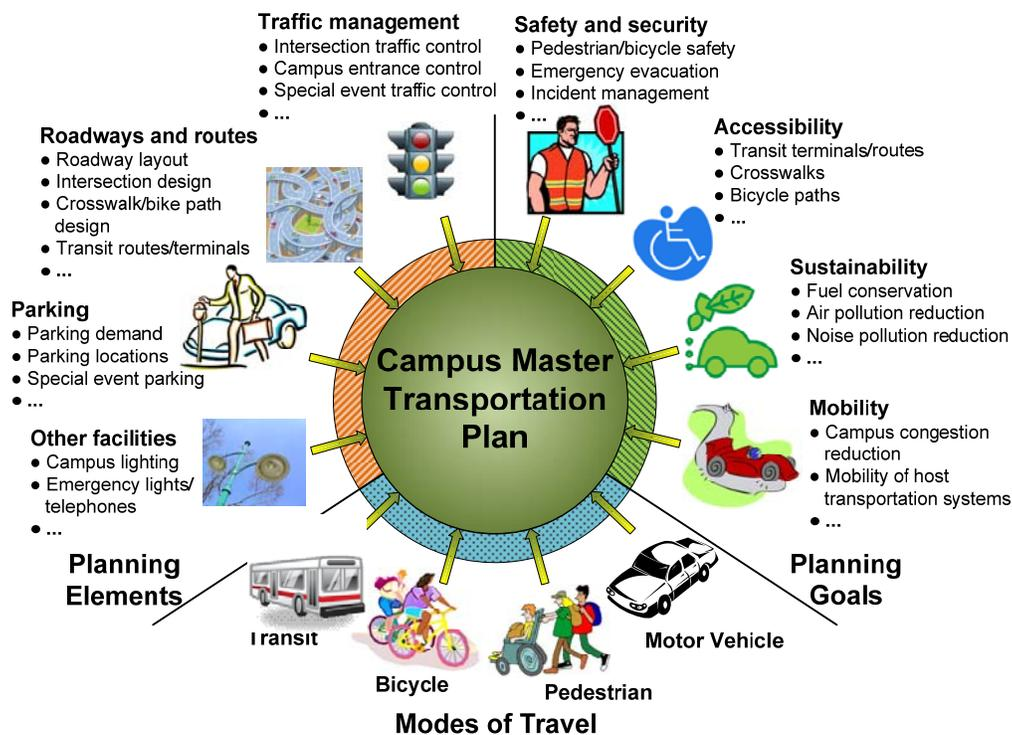 Traffic management
● Intersection traffic control
● Campus entrance control
● Special event traffic control
● ...
Safety and security
● Pedestrian/bicycle safety
● Emergency evacuation
● Incident management
● ...
Roadways and routes
● Roadway layout
● Intersection design
● Crosswalk/bike path
design
● Transit routes/terminals
● ...
Accessibility
● Transit terminals/routes
● Crosswalks
● Bicycle paths
● ...
Parking
● Parking demand
● Parking locations
● Special event parking
● ...
Sustainability
● Fuel conservation
● Air pollution reduction
● Noise pollution reduction
● ...
Campus Master
Transportation
Plan
Other facilities
● Campus lighting
● Emergency lights/
telephones
● ...
Mobility
● Campus congestion
reduction
● Mobility of host
transportation systems
● ...
Planning
Elements
Planning
Goals
Transit
Bicycle
Pedestrian
Motor Vehicle
Modes of Travel